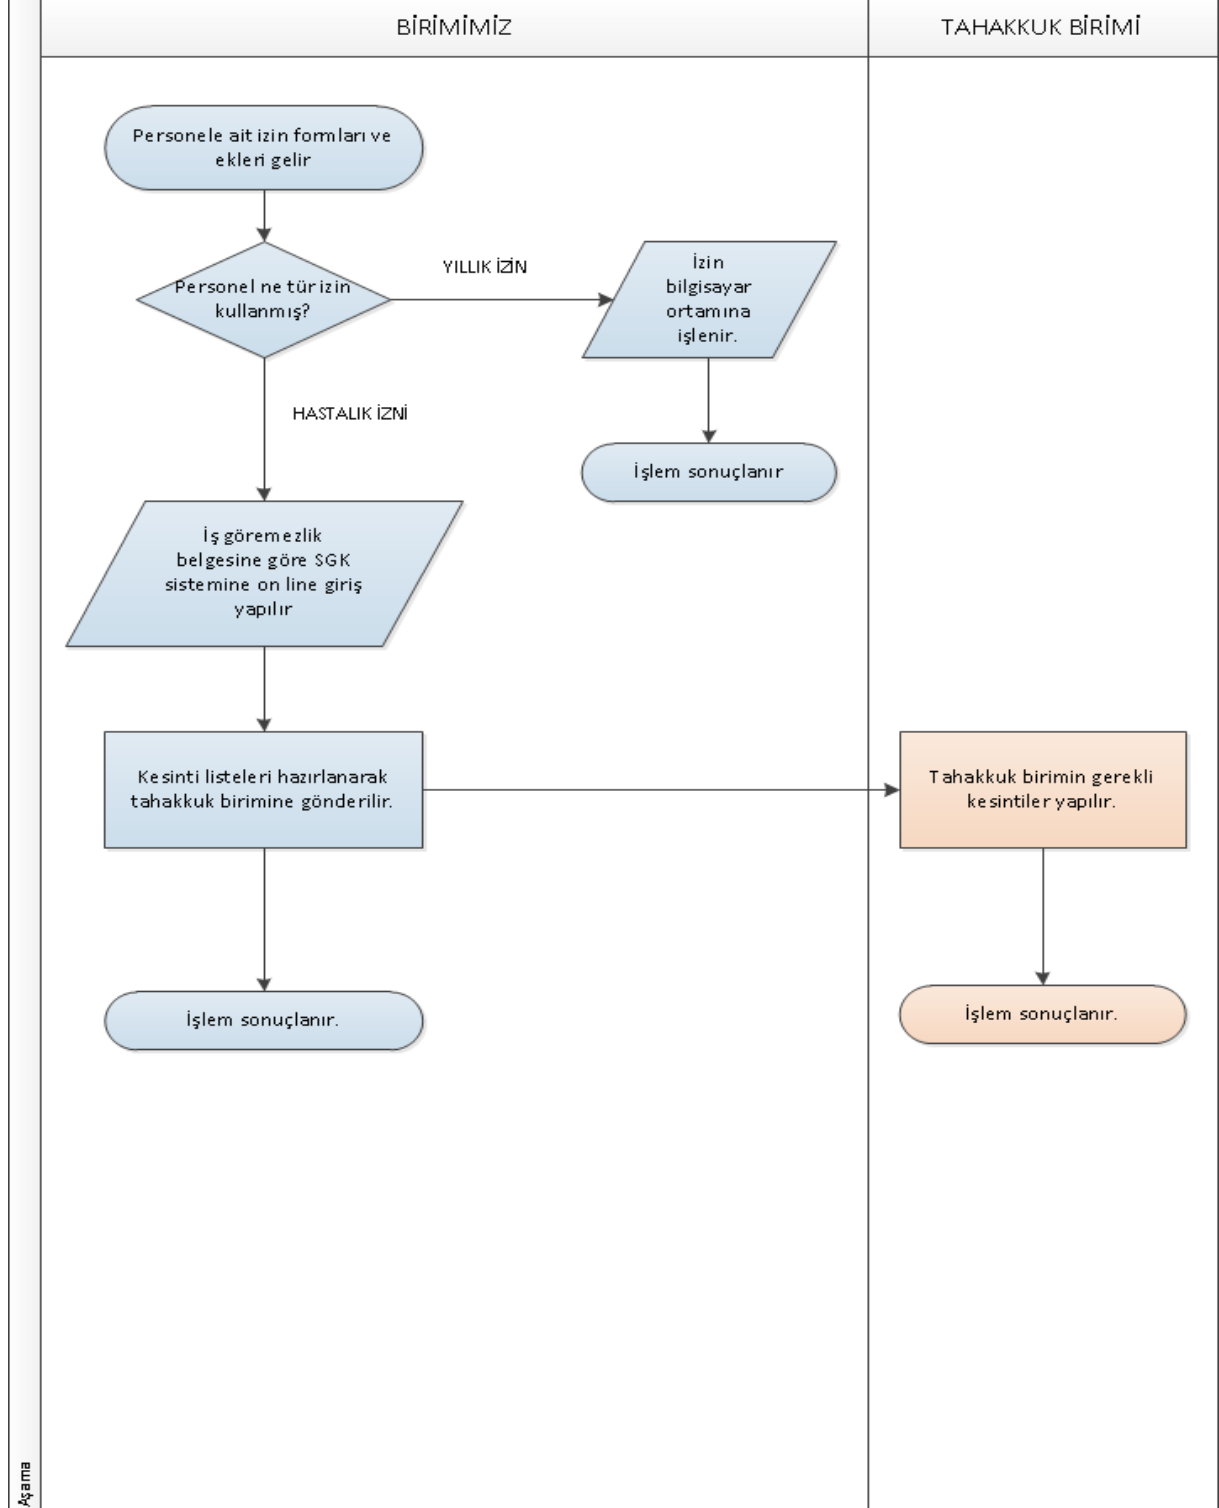 BİRİMİMİZ
TAHAKKUK BİRİMİ
Personele ait izin formları ve
ekleri gelir
Personel ne tür izin
kullanmış?
YILLIK İZİN
İzin
bilgisayar
ortamına
işlenir.
HASTALIK İZNİ
İşlem sonuçlanır
İş göremezlik
belgesine göre SGK
sistemine on line giriş
yapılır
Kesinti listeleri hazırlanarak
tahakkuk birimine gönderilir.
Tahakkuk birimin gerekli
kesintiler yapılır.
İşlem sonuçlanır.
İşlem sonuçlanır.
Aşama